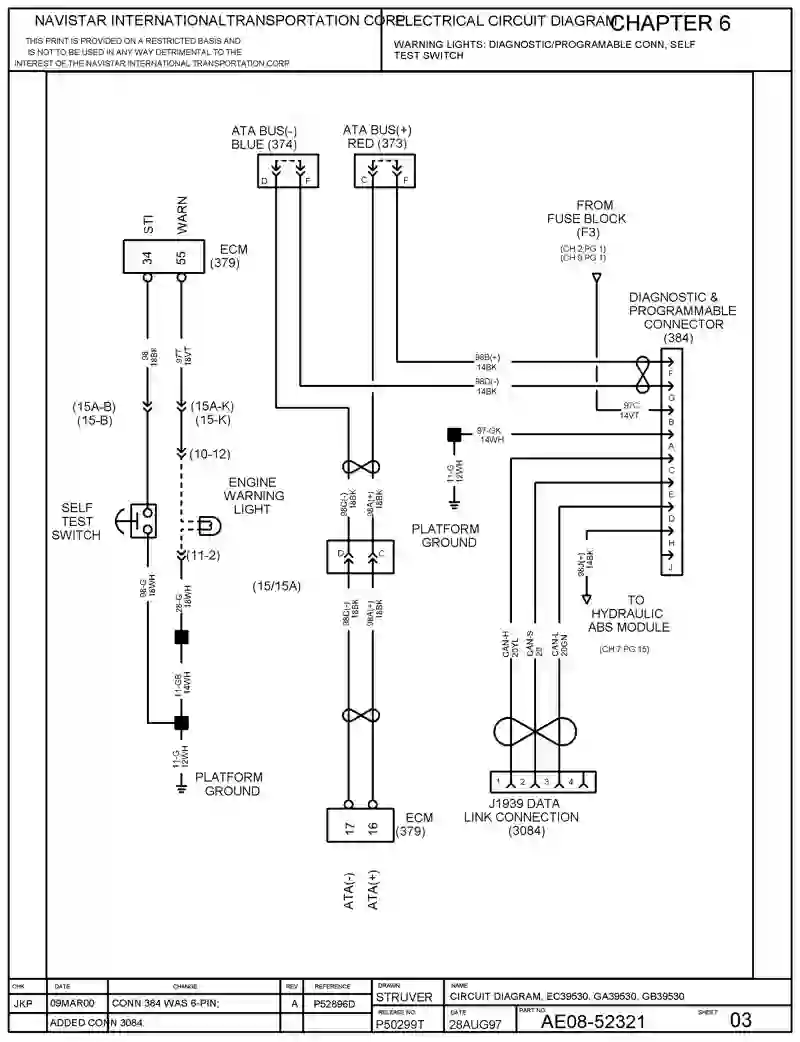 NAVISTAR INTERNATIONALTRANSPORTATION CORP.
THIS PRINT IS PROVIDED ON A RESTRICTED BASIS AND
IS NOT TO BE USED IN ANY WAY DETRIMENTAL TO THE
INTEREST OF THE NAVISTAR INTERNATIONAL TRANSPORTATION CORP
ELECTRICAL CIRCUIT DIAGRAM
CHAPTER 6
WARNING LIGHTS: DIAGNOSTIC/PROGRAMABLE CONN, SELF
TEST SWITCH
ATA BUS(-)
BLUE (374)
D F
ATA BUS(+)
RED (373)
C F
STI
WARN
34
55
ECM
(379)
98
18BK
97T
18VT
(15A-B)
(15-B)
(15A-K)
(15-K)
(10-12)
ENGINE
WARNING
LIGHT
SELF
TEST
SWITCH
(11-2)
98-G
18WH
28-G
18WH
11-GB
14WH
11-G
12WH
PLATFORM
GROUND
FROM
FUSE BLOCK
(F3)
(CH 2 PG 1)
(CH 9 PG 1)
DIAGNOSTIC &
PROGRAMMABLE
CONNECTOR
(384)
98B(+)
14BK
98D(-)
14BK
97C
14VT
97-GK
14WH
11-G
12WH
PLATFORM
GROUND
F
G
B
A
C
E
D
H
J
98J(+)
14BK
TO
HYDRAULIC
ABS MODULE
(CH 7 PG 15)
98C(-)
18BK
98A(+)
18BK
D
C
(15/15A)
98C(-)
18BK
98A(+)
18BK
17
16
ECM
(379)
ATA(-)
ATA(+)
CAN-H
20YL
CAN-S
20
CAN-L
20GN
1 2 3 4
J1939 DATA
LINK CONNECTION
(3084)
CHK DATE CHANGE REV REFERENCE
JKP 09MAR00 CONN 384 WAS 6-PIN; A P52896D
ADDED CONN 3084.
DRAWN
STRUVER
NAME
CIRCUIT DIAGRAM, EC39530, GA39530, GB39530
RELEASE NO.
P50299T
DATE
28AUG97
PART NO.
AE08-52321
SHEET
03